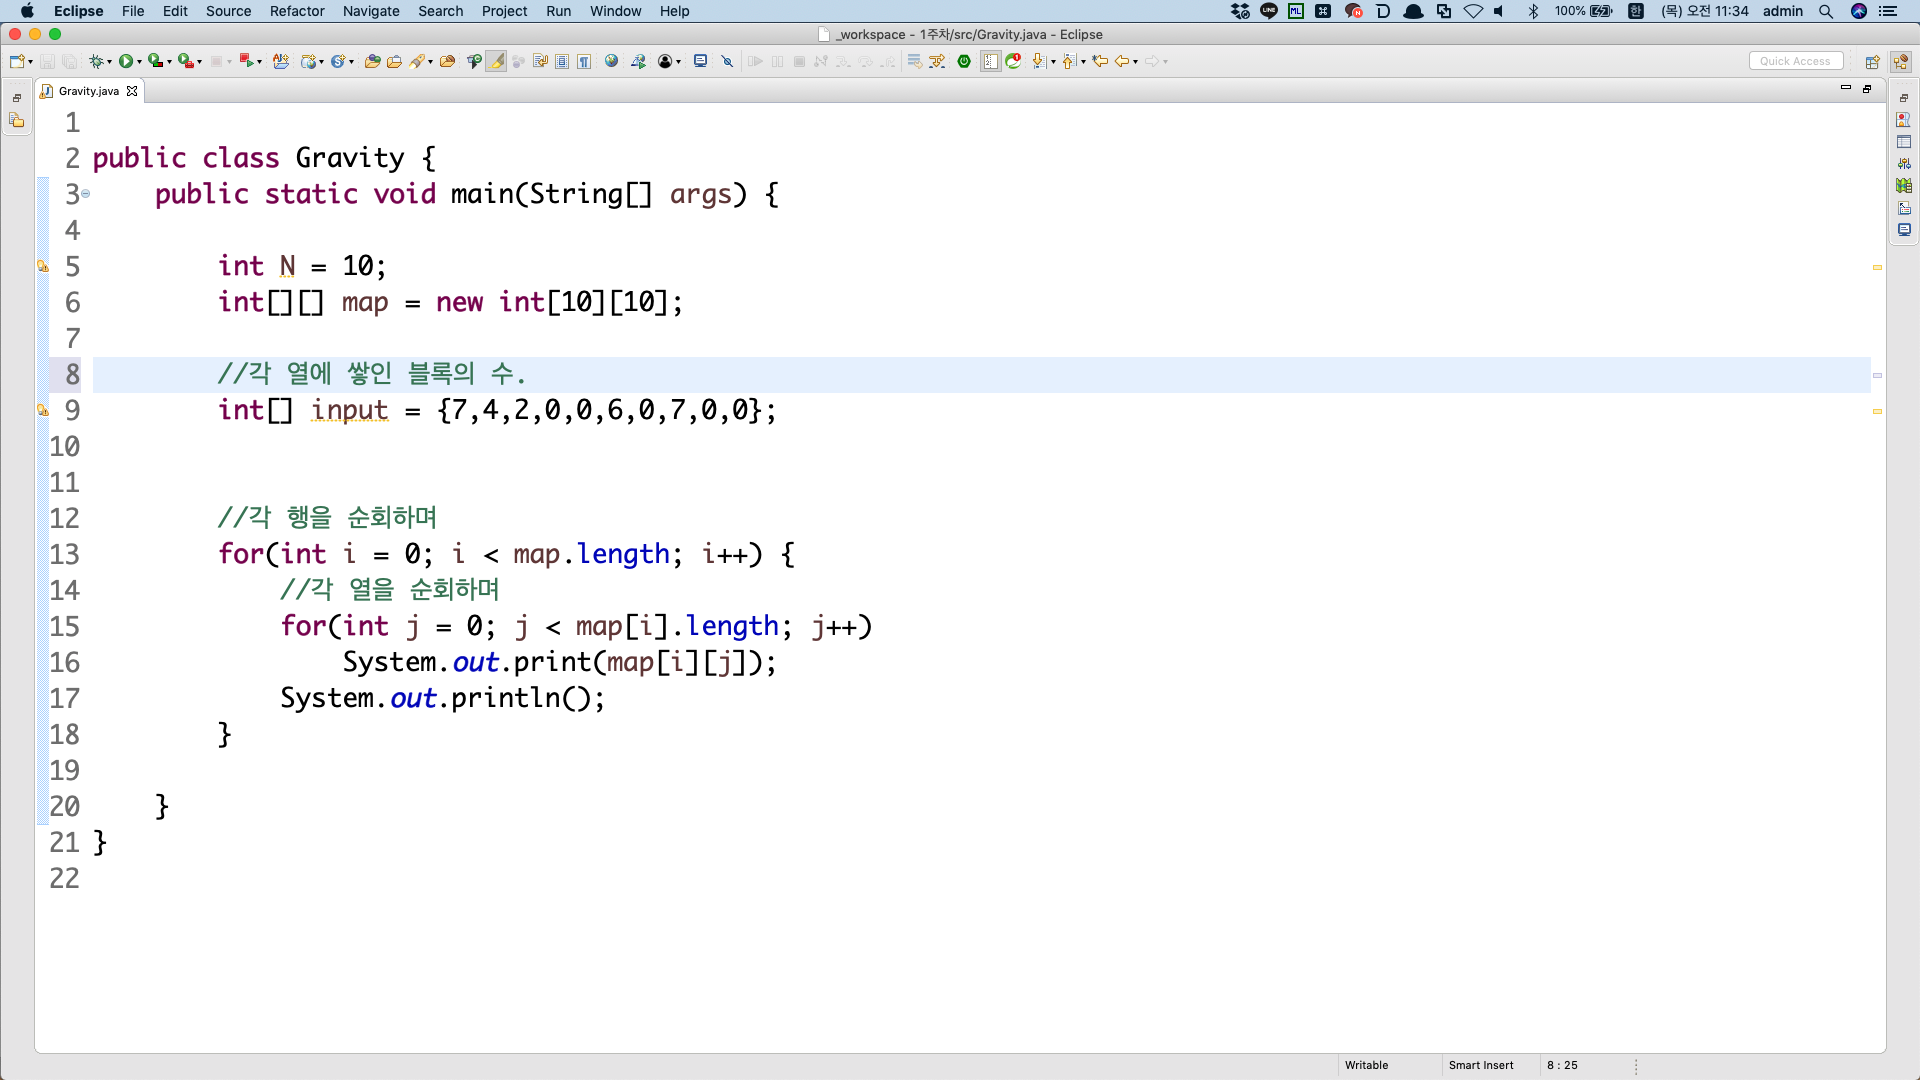 Eclipse File Edit Source Refactor Navigate Search Project Run Window Help LINE ML D 100% 한 (목) 오전 11:34 admin
_workspace - 1주차/src/Gravity.java - Eclipse
Quick Access
Gravity.java
1
2 public class Gravity {
3 public static void main(String[] args) {
4
5 int N = 10;
6 int[][] map = new int[10][10];
7
8 //각 열에 쌓인 블록의 수.
9 int[] input = {7,4,2,0,0,6,0,7,0,0};
10
11
12 //각 행을 순회하며
13 for(int i = 0; i < map.length; i++) {
14 //각 열을 순회하며
15 for(int j = 0; j < map[i].length; j++)
16 System.out.print(map[i][j]);
17 System.out.println();
18 }
19
20 }
21 }
22
Writable Smart Insert 8 : 25